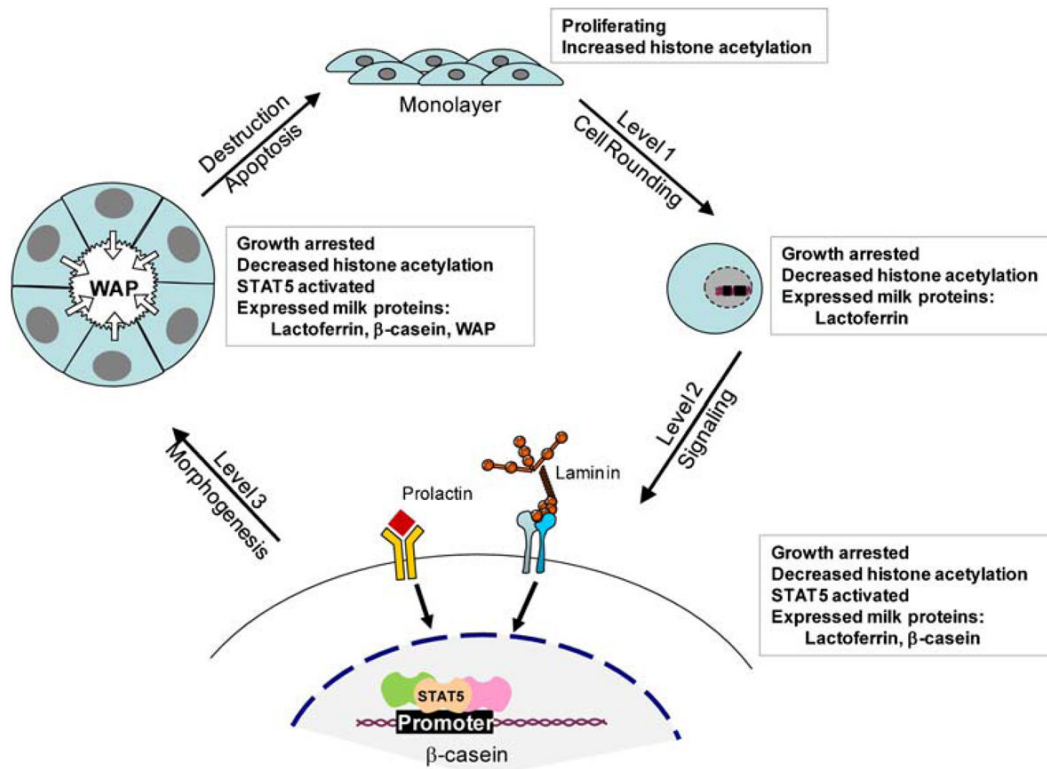 Proliferating
Increased histone acetylation
Monolayer
Level 1
Cell Rounding
Growth arrested
Decreased histone acetylation
Expressed milk proteins:
Lactoferrin
Level 2
Signaling
Laminin
Prolactin
Growth arrested
Decreased histone acetylation
STAT5 activated
Expressed milk proteins:
Lactoferrin, β-casein
STAT5
Promoter
β-casein
Level 3
Morphogenesis
WAP
Growth arrested
Decreased histone acetylation
STAT5 activated
Expressed milk proteins:
Lactoferrin, β-casein, WAP
Destruction
Apoptosis